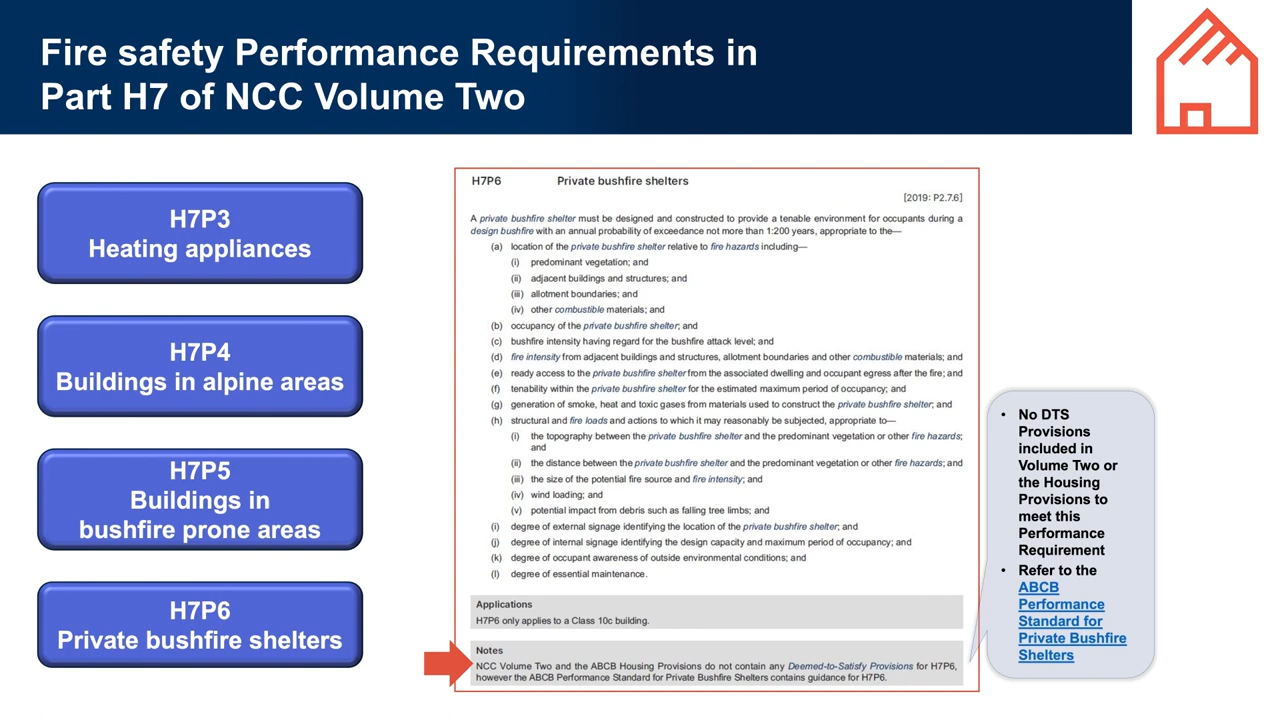 Fire safety Performance Requirements in
Part H7 of NCC Volume Two
H7P3
Heating appliances
H7P4
Buildings in alpine areas
H7P5
Buildings in
bushfire prone areas
H7P6
Private bushfire shelters
H7P6 Private bushfire shelters
[2019: P2.7.6]
A private bushfire shelter must be designed and constructed to provide a tenable environment for occupants during a
design bushfire with an annual probability of exceedance not more than 1:200 years, appropriate to the—
(a) location of the private bushfire shelter relative to fire hazards including—
(i) predominant vegetation; and
(ii) adjacent buildings and structures; and
(iii) allotment boundaries; and
(iv) other combustible materials; and
(b) occupancy of the private bushfire shelter; and
(c) bushfire intensity having regard for the bushfire attack level; and
(d) fire intensity from adjacent buildings and structures, allotment boundaries and other combustible materials; and
(e) ready access to the private bushfire shelter from the associated dwelling and occupant egress after the fire; and
(f) tenability within the private bushfire shelter for the estimated maximum period of occupancy; and
(g) generation of smoke, heat and toxic gases from materials used to construct the private bushfire shelter; and
(h) structural and fire loads and actions to which it may reasonably be subjected, appropriate to—
(i) the topography between the private bushfire shelter and the predominant vegetation or other fire hazards;
and
(ii) the distance between the private bushfire shelter and the predominant vegetation or other fire hazards; and
(iii) the size of the potential fire source and fire intensity; and
(iv) wind loading; and
(v) potential impact from debris such as falling tree limbs; and
(i) degree of external signage identifying the location of the private bushfire shelter; and
(j) degree of internal signage identifying the design capacity and maximum period of occupancy; and
(k) degree of occupant awareness of outside environmental conditions; and
(l) degree of essential maintenance.
Applications
H7P6 only applies to a Class 10c building.
Notes
NCC Volume Two and the ABCB Housing Provisions do not contain any Deemed-to-Satisfy Provisions for H7P6,
however the ABCB Performance Standard for Private Bushfire Shelters contains guidance for H7P6.
• No DTS
Provisions
included in
Volume Two or
the Housing
Provisions to
meet this
Performance
Requirement
• Refer to the
ABCB
Performance
Standard for
Private Bushfire
Shelters